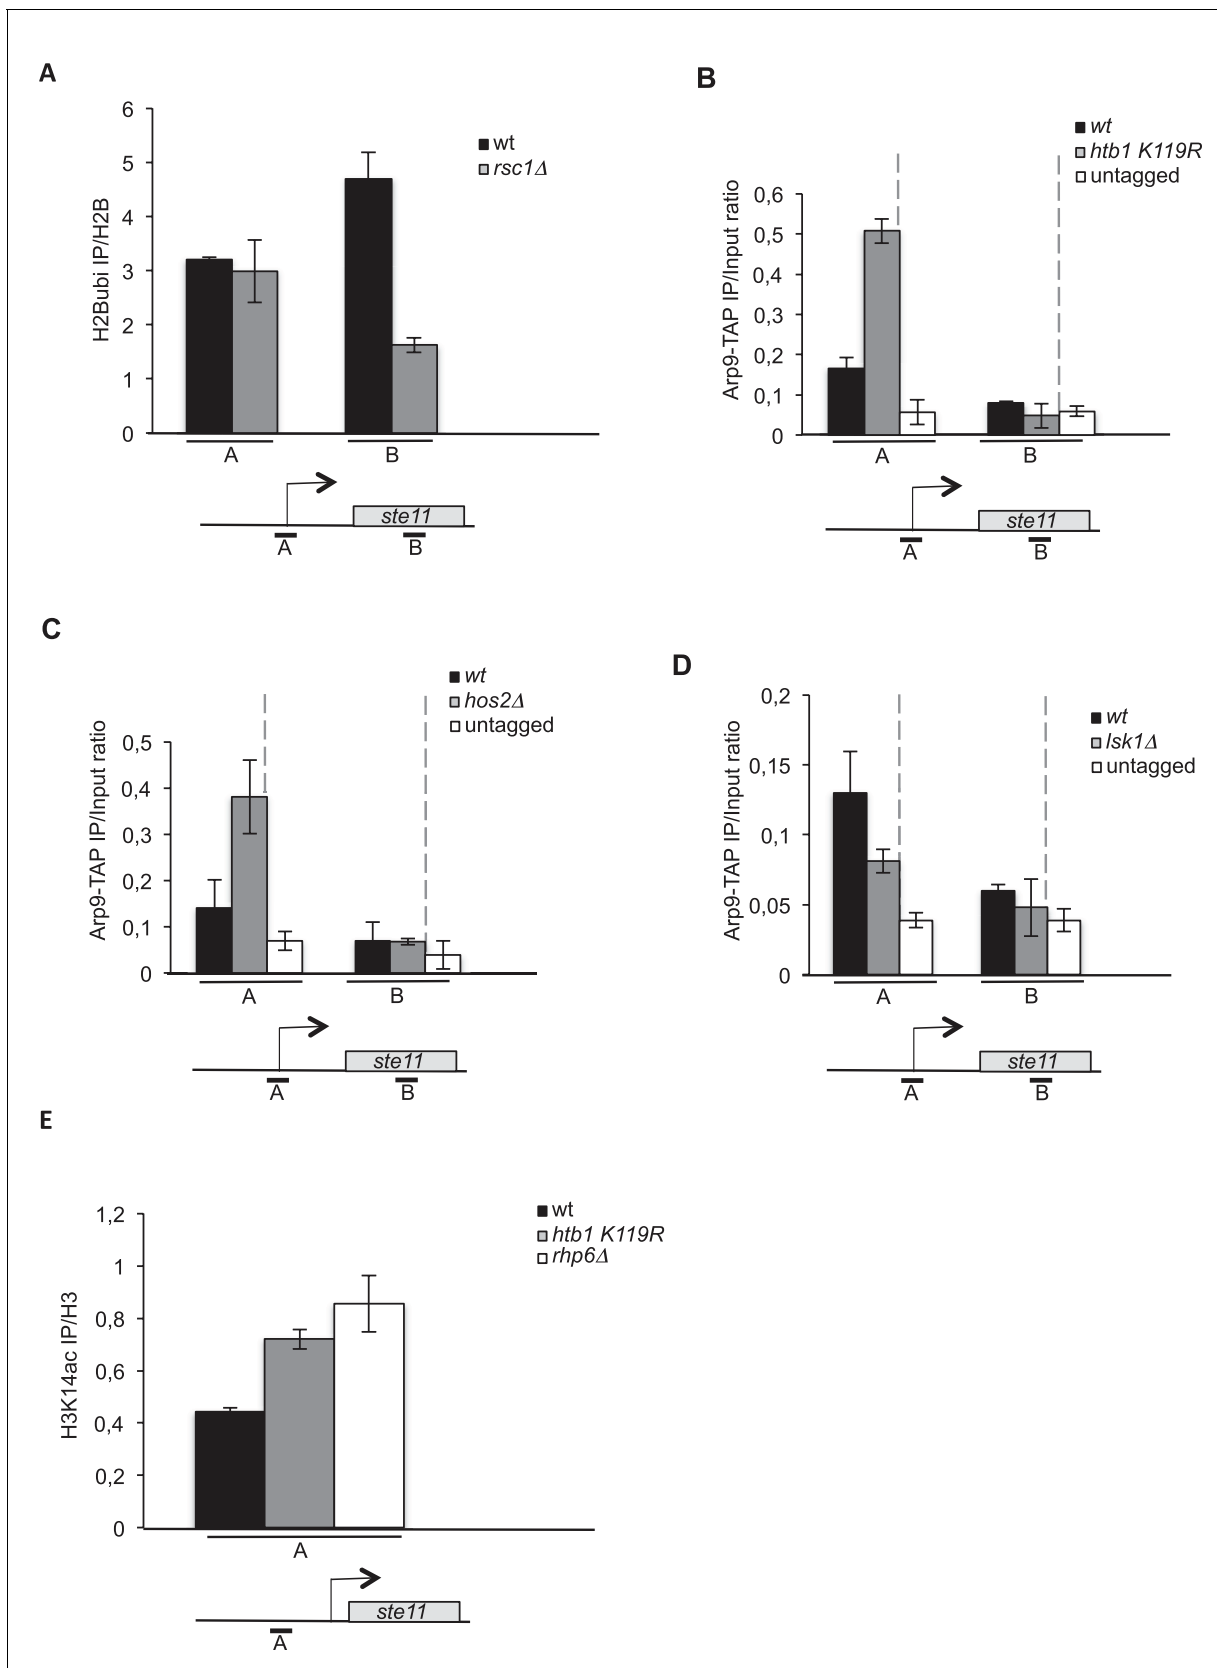 A
H2Bubi IP/H2B
6
5
4
3
2
1
0
wt
rsc1Δ
A
B
ste11
A
B
B
Arp9-TAP IP/Input ratio
0,6
0,5
0,4
0,3
0,2
0,1
0
wt
htb1 K119R
untagged
A
B
ste11
A
B
C
Arp9-TAP IP/Input ratio
0,5
0,4
0,3
0,2
0,1
0
wt
hos2Δ
untagged
A
B
ste11
A
B
D
Arp9-TAP IP/Input ratio
0,2
0,15
0,1
0,05
0
wt
lsk1Δ
untagged
A
B
ste11
A
B
E
H3K14ac IP/H3
1,2
1
0,8
0,6
0,4
0,2
0
wt
htb1 K119R
rhp6Δ
A
ste11
A